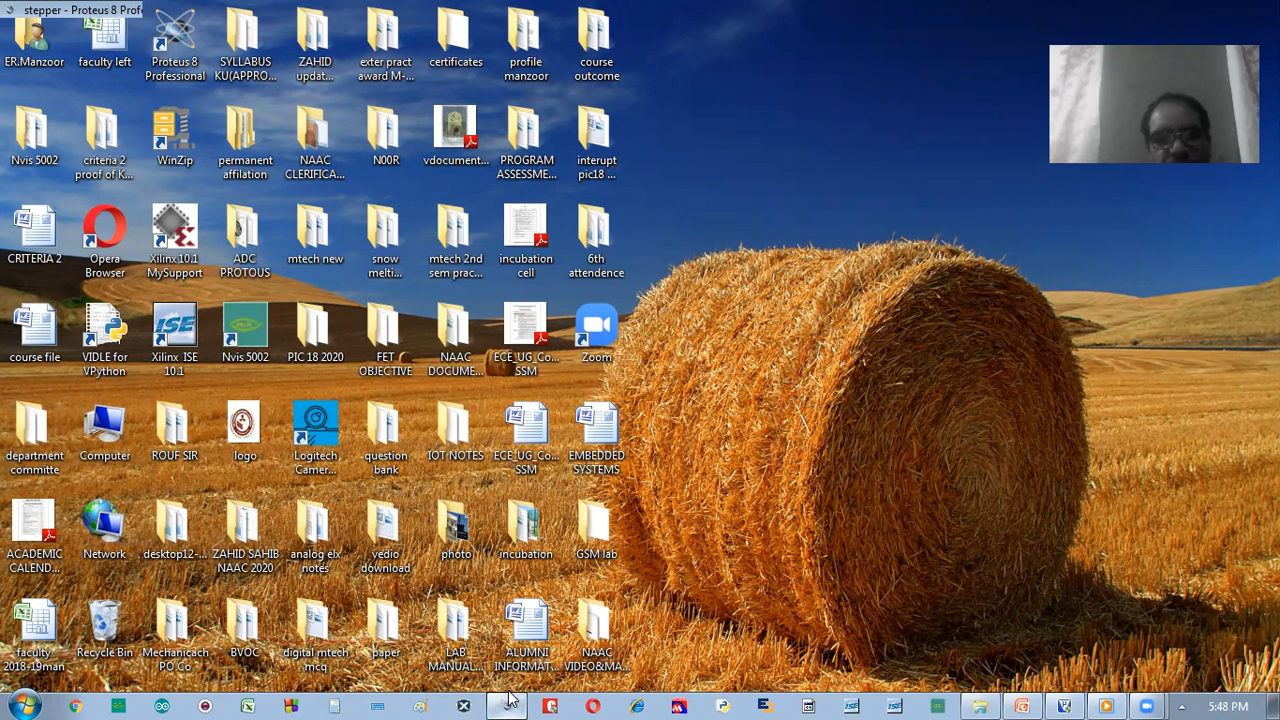 stepper - Proteus 8 Prof
ER.Manzoor
faculty left
Proteus 8
Professional
SYLLABUS
KU(APPRO...
ZAHID
updat...
exter pract
award M-...
certificates
profile
manzoor
course
outcome
Nvis 5002
criteria 2
proof of K...
WinZip
permanent
affilation
NAAC
CLERIFICA...
N00R
vdocument...
PROGRAM
ASSESSME...
interupt
pic18 ...
CRITERIA 2
Opera
Browser
Xilinx 10.1
MySupport
ADC
PROTOUS
mtech new
snow
melti...
mtech 2nd
sem prac...
incubation
cell
6th
attendence
course file
VIDLE for
VPython
Xilinx ISE
10.1
Nvis 5002
PIC 18 2020
FET
OBJECTIVE
NAAC
DOCUME...
ECE_UG_Co...
SSM
Zoom
department
committe
Computer
ROUF SIR
logo
Logitech
Camer...
question
bank
IOT NOTES
ECE_UG_Co...
SSM
EMBEDDED
SYSTEMS
ACADEMIC
CALEND...
Network
desktop12-...
ZAHID SAHIB
NAAC 2020
analog elx
notes
vedio
download
photo
incubation
GSM lab
faculty
2018-19man
Recycle Bin
Mechanicach
PO Co
BVOC
digital mtech
mcq
paper
LAB
MANUAL...
ALUMNI
INFORMAT...
NAAC
VIDEO&MA...
5:48 PM